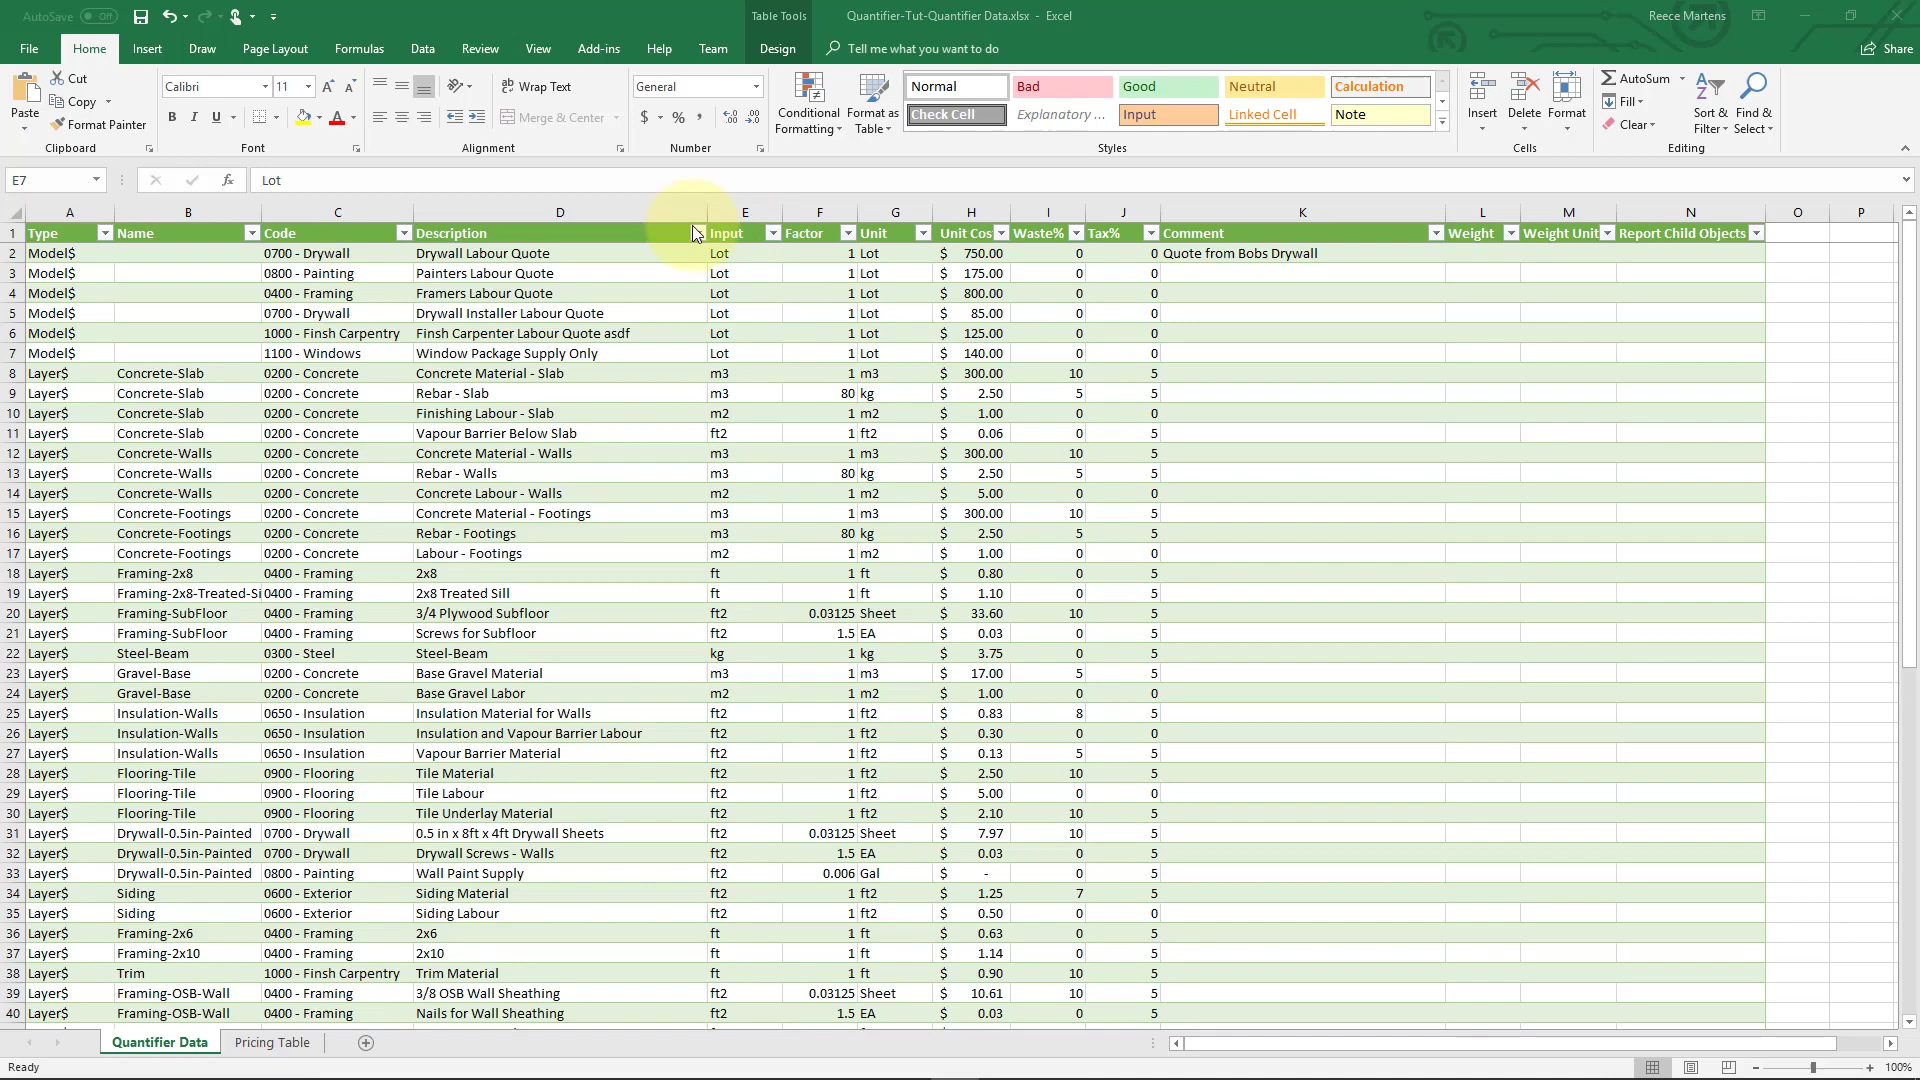 AutoSave Off
Table Tools
Quantifier-Tut-Quantifier Data.xlsx - Excel
Reece Martens
File Home Insert Draw Page Layout Formulas Data Review View Add-ins Help Team Design Tell me what you want to do Share
Paste Cut Copy Format Painter Clipboard
Calibri 11 B I U A Font
Wrap Text Merge & Center Alignment
General $ % Number
Conditional Formatting Format as Table
Normal Bad Good Neutral Calculation
Check Cell Explanatory ... Input Linked Cell Note
Styles
Insert Delete Format Cells
AutoSum Fill Clear Sort & Filter Find & Select Editing
E7 fx Lot
A B C D E F G H I J K L M N O P
1 Type Name Code Description Input Factor Unit Unit Cos Waste% Tax% Comment Weight Weight Unit Report Child Objects
2 Model$ 0700 - Drywall Drywall Labour Quote Lot 1 Lot $ 750.00 0 0 Quote from Bobs Drywall
3 Model$ 0800 - Painting Painters Labour Quote Lot 1 Lot $ 175.00 0 0
4 Model$ 0400 - Framing Framers Labour Quote Lot 1 Lot $ 800.00 0 0
5 Model$ 0700 - Drywall Drywall Installer Labour Quote Lot 1 Lot $ 85.00 0 0
6 Model$ 1000 - Finsh Carpentry Finsh Carpenter Labour Quote asdf Lot 1 Lot $ 125.00 0 0
7 Model$ 1100 - Windows Window Package Supply Only Lot 1 Lot $ 140.00 0 0
8 Layer$ Concrete-Slab 0200 - Concrete Concrete Material - Slab m3 1 m3 $ 300.00 10 5
9 Layer$ Concrete-Slab 0200 - Concrete Rebar - Slab m3 80 kg $ 2.50 5 5
10 Layer$ Concrete-Slab 0200 - Concrete Finishing Labour - Slab m2 1 m2 $ 1.00 0 0
11 Layer$ Concrete-Slab 0200 - Concrete Vapour Barrier Below Slab ft2 1 ft2 $ 0.06 0 5
12 Layer$ Concrete-Walls 0200 - Concrete Concrete Material - Walls m3 1 m3 $ 300.00 10 5
13 Layer$ Concrete-Walls 0200 - Concrete Rebar - Walls m3 80 kg $ 2.50 5 5
14 Layer$ Concrete-Walls 0200 - Concrete Concrete Labour - Walls m2 1 m2 $ 5.00 0 0
15 Layer$ Concrete-Footings 0200 - Concrete Concrete Material - Footings m3 1 m3 $ 300.00 10 5
16 Layer$ Concrete-Footings 0200 - Concrete Rebar - Footings m3 80 kg $ 2.50 5 5
17 Layer$ Concrete-Footings 0200 - Concrete Labour - Footings m2 1 m2 $ 1.00 0 0
18 Layer$ Framing-2x8 0400 - Framing 2x8 ft 1 ft $ 0.80 0 5
19 Layer$ Framing-2x8-Treated-Si 0400 - Framing 2x8 Treated Sill ft 1 ft $ 1.10 0 5
20 Layer$ Framing-SubFloor 0400 - Framing 3/4 Plywood Subfloor ft2 0.03125 Sheet $ 33.60 10 5
21 Layer$ Framing-SubFloor 0400 - Framing Screws for Subfloor ft2 1.5 EA $ 0.03 0 5
22 Layer$ Steel-Beam 0300 - Steel Steel-Beam kg 1 kg $ 3.75 0 5
23 Layer$ Gravel-Base 0200 - Concrete Base Gravel Material m3 1 m3 $ 17.00 5 5
24 Layer$ Gravel-Base 0200 - Concrete Base Gravel Labor m2 1 m2 $ 1.00 0 0
25 Layer$ Insulation-Walls 0650 - Insulation Insulation Material for Walls ft2 1 ft2 $ 0.83 8 5
26 Layer$ Insulation-Walls 0650 - Insulation Insulation and Vapour Barrier Labour ft2 1 ft2 $ 0.30 0 0
27 Layer$ Insulation-Walls 0650 - Insulation Vapour Barrier Material ft2 1 ft2 $ 0.13 5 5
28 Layer$ Flooring-Tile 0900 - Flooring Tile Material ft2 1 ft2 $ 2.50 10 5
29 Layer$ Flooring-Tile 0900 - Flooring Tile Labour ft2 1 ft2 $ 5.00 0 0
30 Layer$ Flooring-Tile 0900 - Flooring Tile Underlay Material ft2 1 ft2 $ 2.10 10 5
31 Layer$ Drywall-0.5in-Painted 0700 - Drywall 0.5 in x 8ft x 4ft Drywall Sheets ft2 0.03125 Sheet $ 7.97 10 5
32 Layer$ Drywall-0.5in-Painted 0700 - Drywall Drywall Screws - Walls ft2 1.5 EA $ 0.03 0 5
33 Layer$ Drywall-0.5in-Painted 0800 - Painting Wall Paint Supply ft2 0.006 Gal $ - 0 5
34 Layer$ Siding 0600 - Exterior Siding Material ft2 1 ft2 $ 1.25 7 5
35 Layer$ Siding 0600 - Exterior Siding Labour ft2 1 ft2 $ 0.50 0 0
36 Layer$ Framing-2x6 0400 - Framing 2x6 ft 1 ft $ 0.63 0 5
37 Layer$ Framing-2x10 0400 - Framing 2x10 ft 1 ft $ 1.14 0 5
38 Layer$ Trim 1000 - Finsh Carpentry Trim Material ft 1 ft $ 0.90 10 5
39 Layer$ Framing-OSB-Wall 0400 - Framing 3/8 OSB Wall Sheathing ft2 0.03125 Sheet $ 10.61 10 5
40 Layer$ Framing-OSB-Wall 0400 - Framing Nails for Wall Sheathing ft2 1.5 EA $ 0.03 0 5
Quantifier Data Pricing Table
Ready 100%